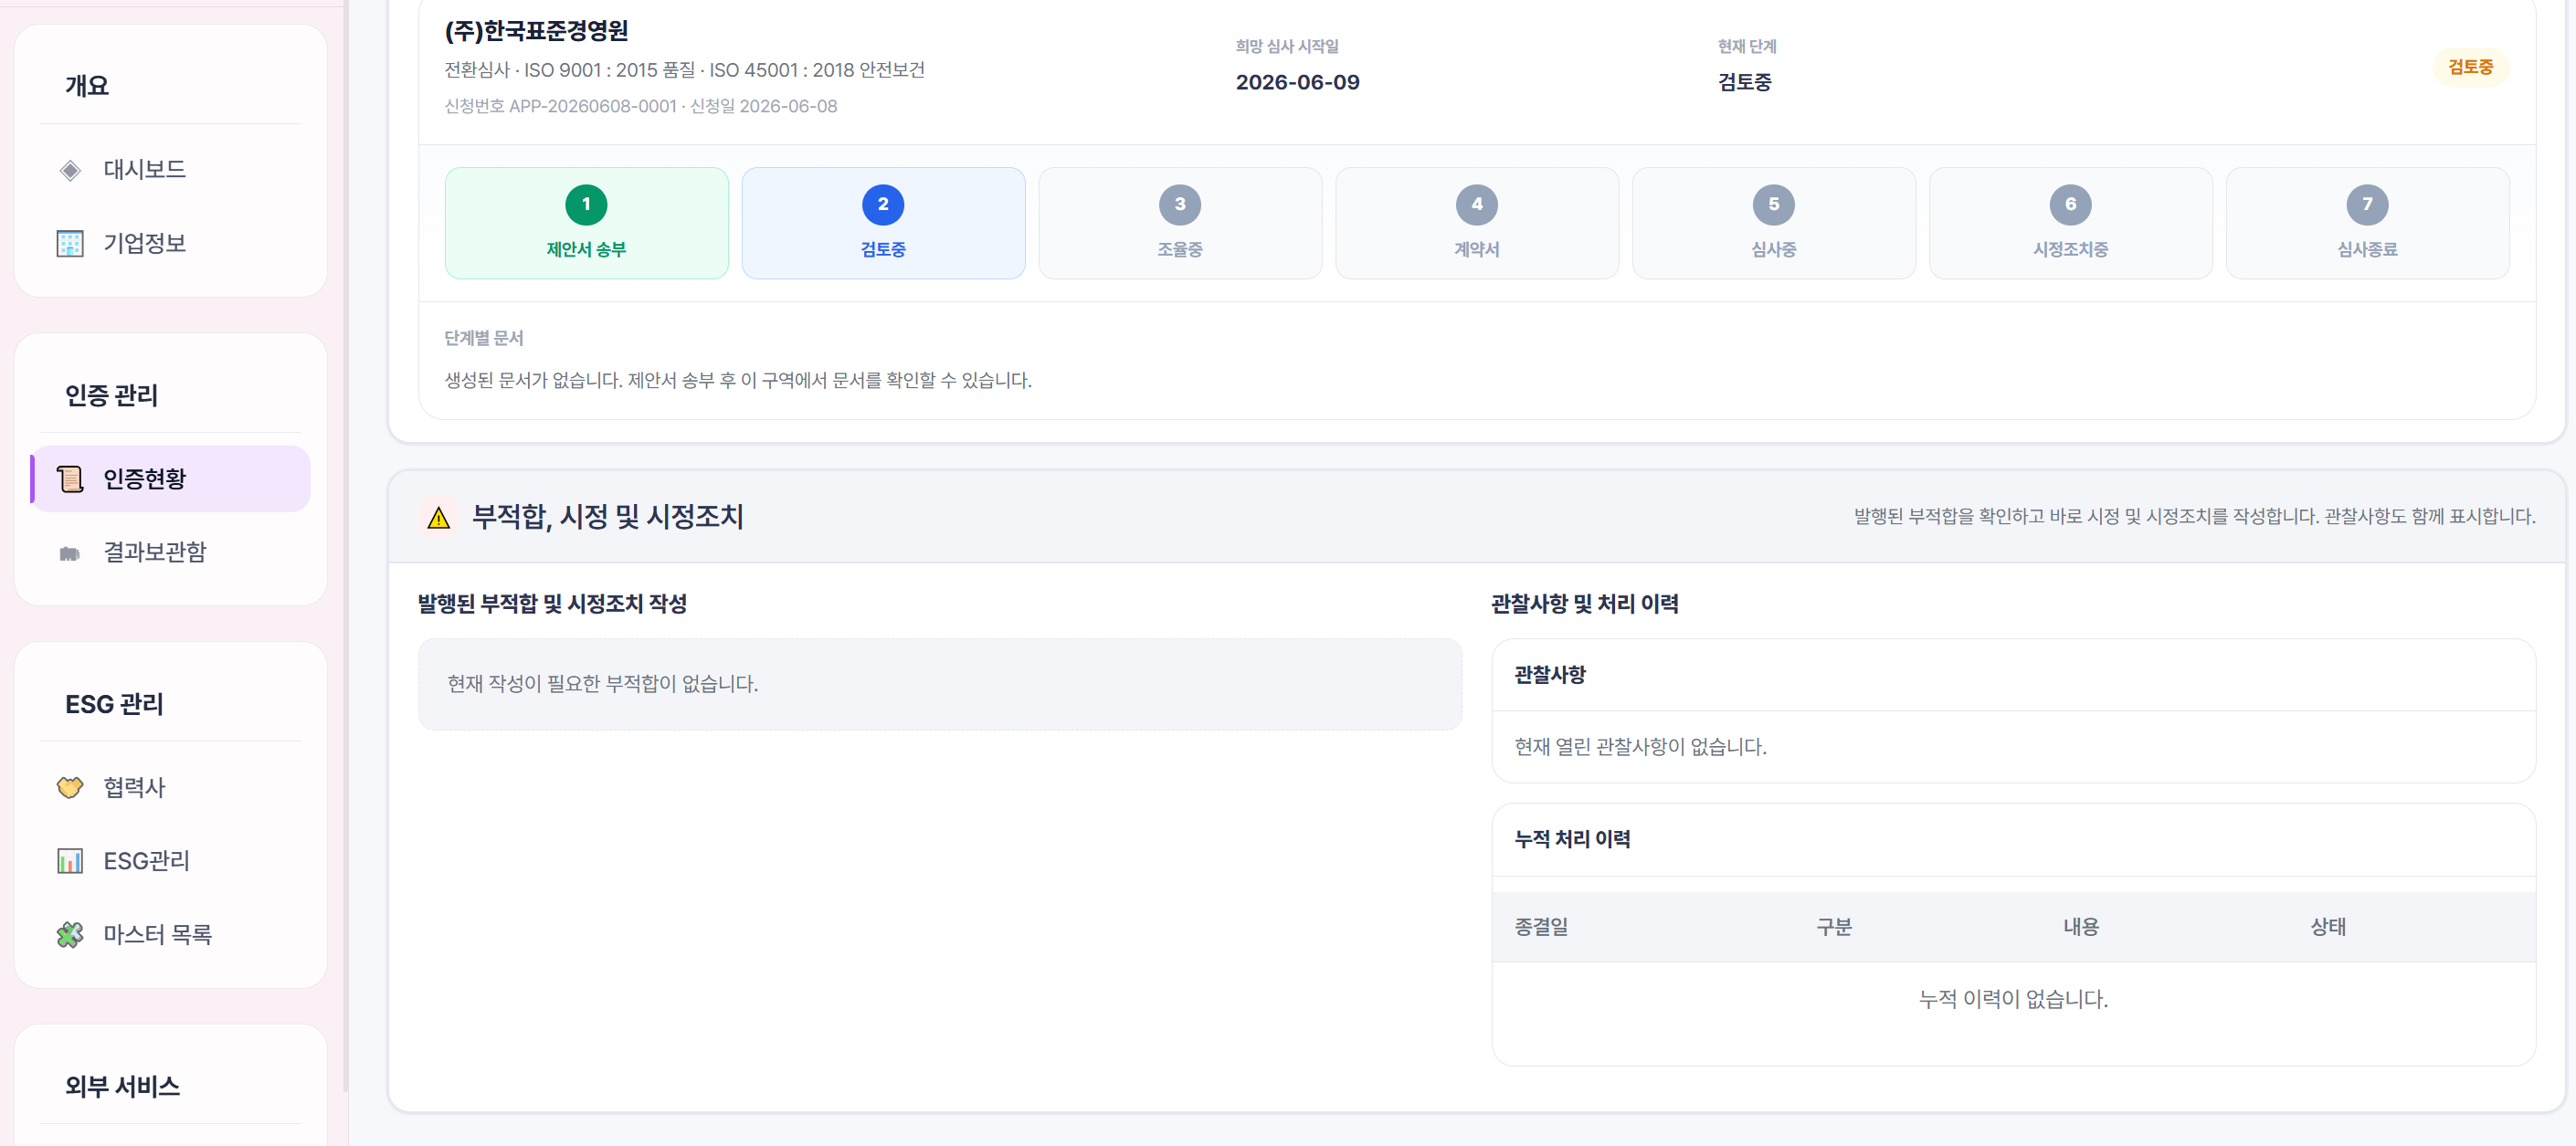 개요
대시보드
기업정보
인증 관리
인증현황
결과보관함
ESG 관리
협력사
ESG관리
마스터 목록
외부 서비스
(주)한국표준경영원
전환심사 · ISO 9001 : 2015 품질 · ISO 45001 : 2018 안전보건
신청번호 APP-20260608-0001 · 신청일 2026-06-08
희망 심사 시작일
2026-06-09
현재 단계
검토중
검토중
1
제안서 송부
2
검토중
3
조율중
4
계약서
5
심사중
6
시정조치중
7
심사종료
단계별 문서
생성된 문서가 없습니다. 제안서 송부 후 이 구역에서 문서를 확인할 수 있습니다.
부적합, 시정 및 시정조치
발행된 부적합을 확인하고 바로 시정 및 시정조치를 작성합니다. 관찰사항도 함께 표시합니다.
발행된 부적합 및 시정조치 작성
현재 작성이 필요한 부적합이 없습니다.
관찰사항 및 처리 이력
관찰사항
현재 열린 관찰사항이 없습니다.
누적 처리 이력
종결일 구분 내용 상태
누적 이력이 없습니다.